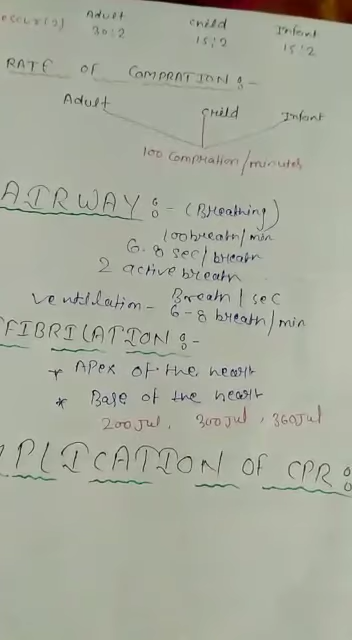 Adult Child Infant
30:2 15:2 15:2
RATE OF COMPRATION :-
Adult Child Infant
100 Compration/minutes
AIRWAY :- (Breathing)
100 breath/min
6-8 sec/breath
2 active breath
Ventilation - Breath/sec
6-8 breath/min
FIBRILATION :-
* Apex of the heart
* Base of the heart
200 Jul, 300 Jul, 360 Jul
PLICATION OF CPR :